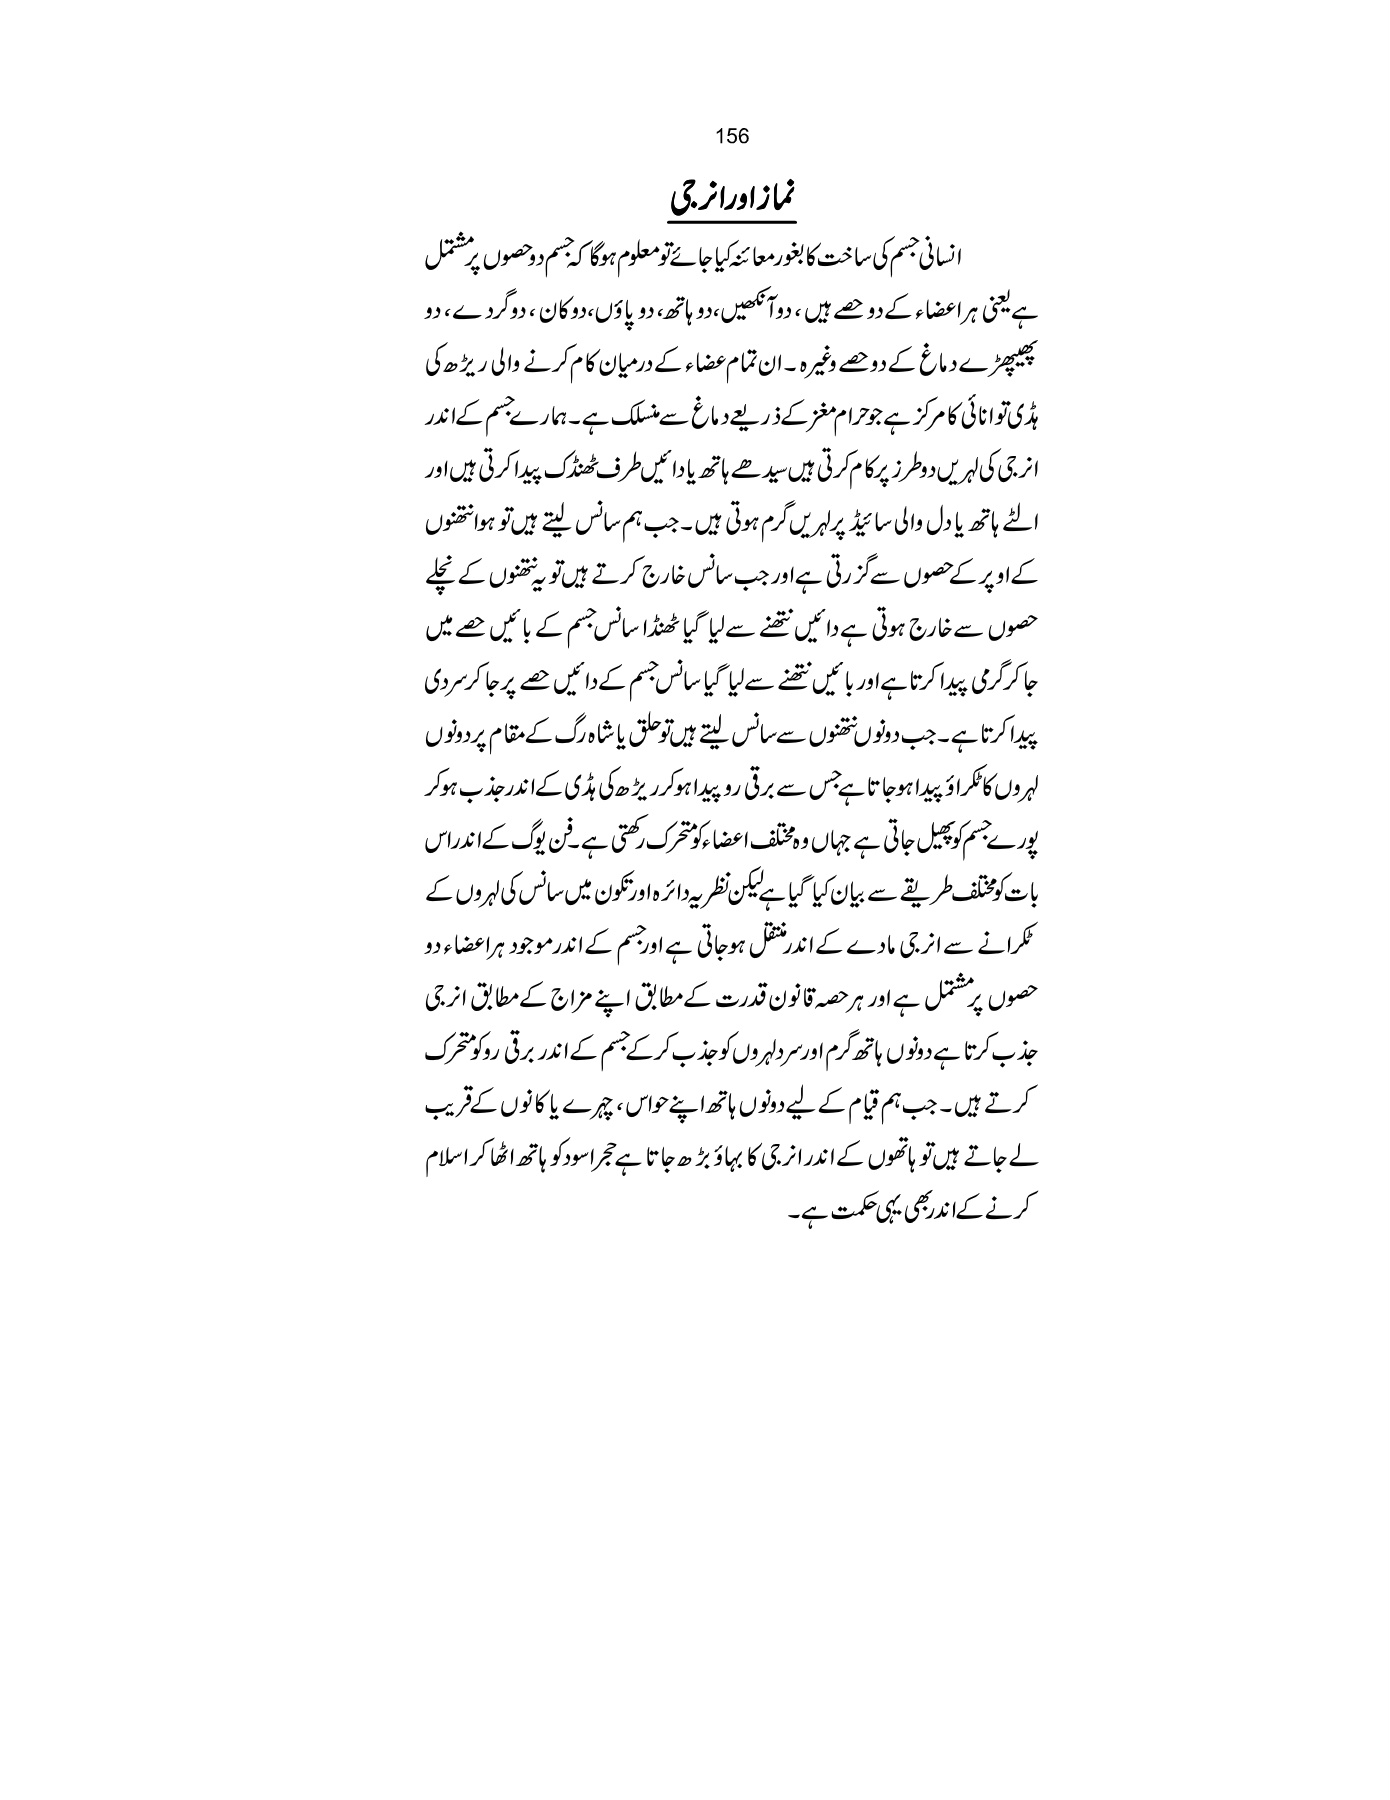 156
نماز اور انرجی
انسانی جسم کی ساخت کا بغور معائنہ کیا جائے تو معلوم ہوگا کہ جسم دو حصوں پر مشتمل
ہے یعنی ہر اعضاء کے دو حصے ہیں ، دو آنکھیں، دو ہاتھ، دو پاؤں، دو کان ، دو گردے ، دو
پھیپھڑے دماغ کے دو حصے وغیرہ ۔ ان تمام عضاء کے درمیان کام کرنے والی ریڑھ کی
ہڈی توانائی کا مرکز ہے جو حرام مغز کے ذریعے دماغ سے منسلک ہے۔ ہمارے جسم کے اندر
انرجی کی لہریں دو طرز پر کام کرتی ہیں سیدھے ہاتھ یا دائیں طرف ٹھنڈک پیدا کرتی ہیں اور
الٹے ہاتھ یا دل والی سائیڈ پر لہریں گرم ہوتی ہیں۔ جب ہم سانس لیتے ہیں تو ہوا نتھنوں
کے اوپر کے حصوں سے گزرتی ہے اور جب سانس خارج کرتے ہیں تو یہ نتھنوں کے نچلے
حصوں سے خارج ہوتی ہے دائیں نتھنے سے لیا گیا ٹھنڈا سانس جسم کے بائیں حصے میں
جا کر گرمی پیدا کرتا ہے اور بائیں نتھنے سے لیا گیا سانس جسم کے دائیں حصے پر جا کر سردی
پیدا کرتا ہے۔ جب دونوں نتھنوں سے سانس لیتے ہیں تو حلق یا شاہ رگ کے مقام پر دونوں
لہروں کا ٹکراؤ پیدا ہو جاتا ہے جس سے برقی رو پیدا ہو کر ریڑھ کی ہڈی کے اندر جذب ہو کر
پورے جسم کو پھیل جاتی ہے جہاں وہ مختلف اعضاء کو متحرک رکھتی ہے۔ فن یوگ کے اندر اس
بات کو مختلف طریقے سے بیان کیا گیا ہے لیکن نظریہ دائرہ اور تکون میں سانس کی لہروں کے
ٹکرانے سے انرجی مادے کے اندر منتقل ہو جاتی ہے اور جسم کے اندر موجود ہر اعضاء دو
حصوں پر مشتمل ہے اور ہر حصہ قانون قدرت کے مطابق اپنے مزاج کے مطابق انرجی
جذب کرتا ہے دونوں ہاتھ گرم اور سرد لہروں کو جذب کر کے جسم کے اندر برقی رو کو متحرک
کرتے ہیں۔ جب ہم قیام کے لیے دونوں ہاتھ اپنے حواس ، چہرے یا کانوں کے قریب
لے جاتے ہیں تو ہاتھوں کے اندر انرجی کا بہاؤ بڑھ جاتا ہے حجر اسود کو ہاتھ اٹھا کر اسلام
کرنے کے اندر بھی یہی حکمت ہے۔